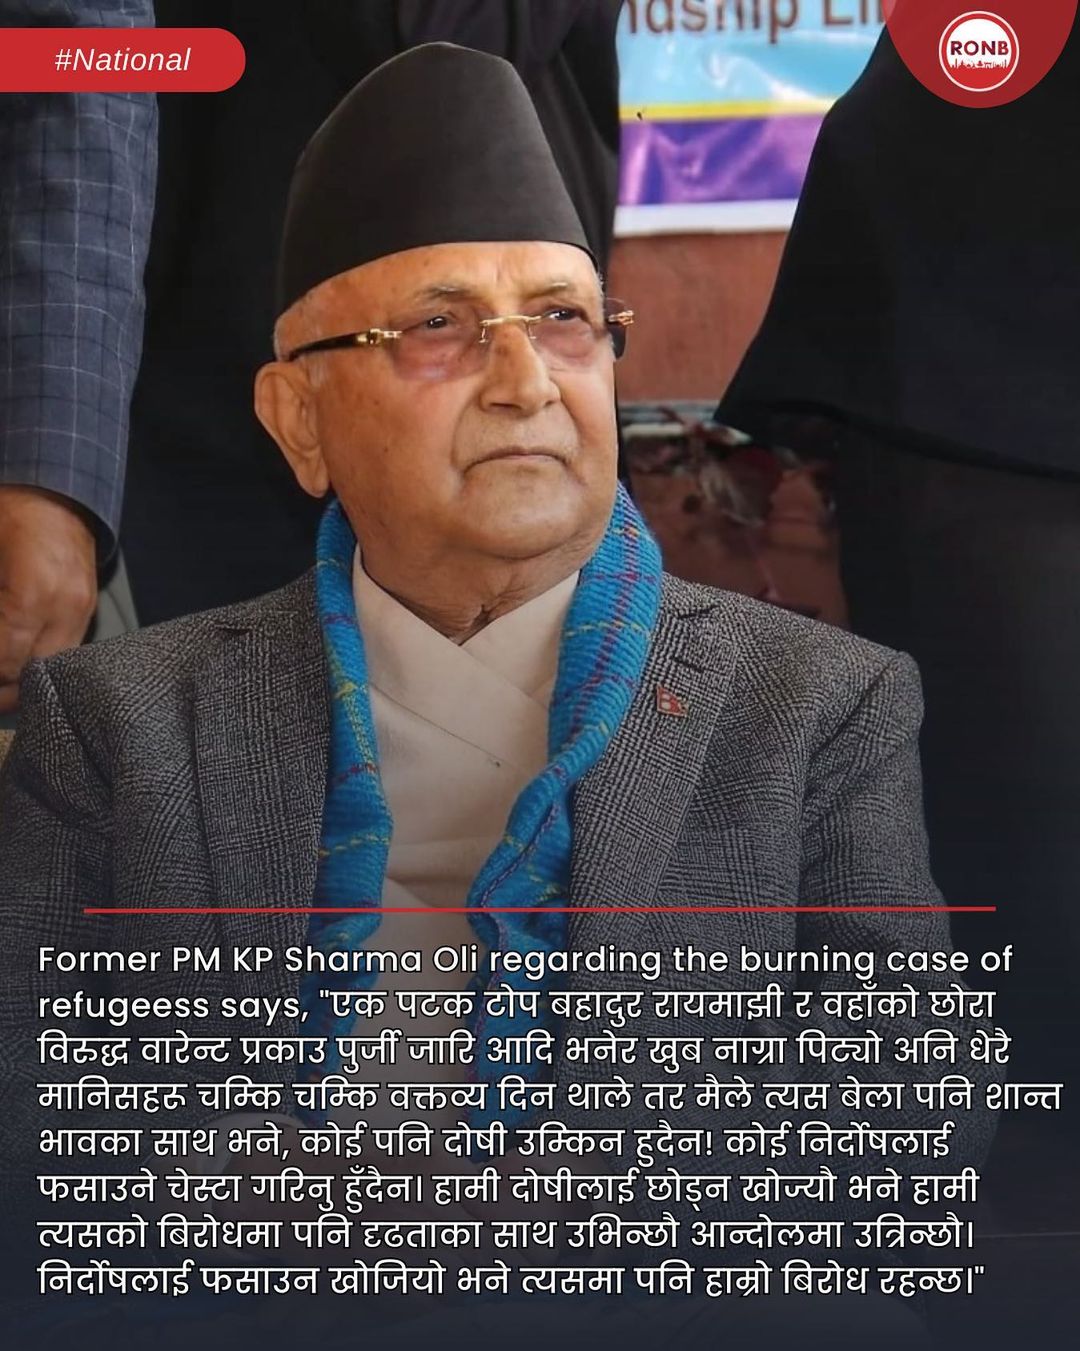 #National
ndship Li
RONB
Former PM KP Sharma Oli regarding the burning case of
refugeess says, "एक पटक टोप बहादुर रायमाझी र वहाँको छोरा
विरुद्ध वारेन्ट प्रकाउ पुर्जी जारि आदि भनेर खुब नाग्रा पिट्यो अनि धेरै
मानिसहरू चम्कि चम्कि वक्तव्य दिन थाले तर मैले त्यस बेला पनि शान्त
भावका साथ भने, कोई पनि दोषी उम्किन हुदैन! कोई निर्दोषलाई
फसाउने चेस्टा गरिनु हुँदैन। हामी दोषीलाई छोड्न खोज्यौ भने हामी
त्यसको बिरोधमा पनि दृढताका साथ उभिन्छौ आन्दोलमा उत्रिन्छौ।
निर्दोषलाई फसाउन खोजियो भने त्यसमा पनि हाम्रो बिरोध रहन्छ।"